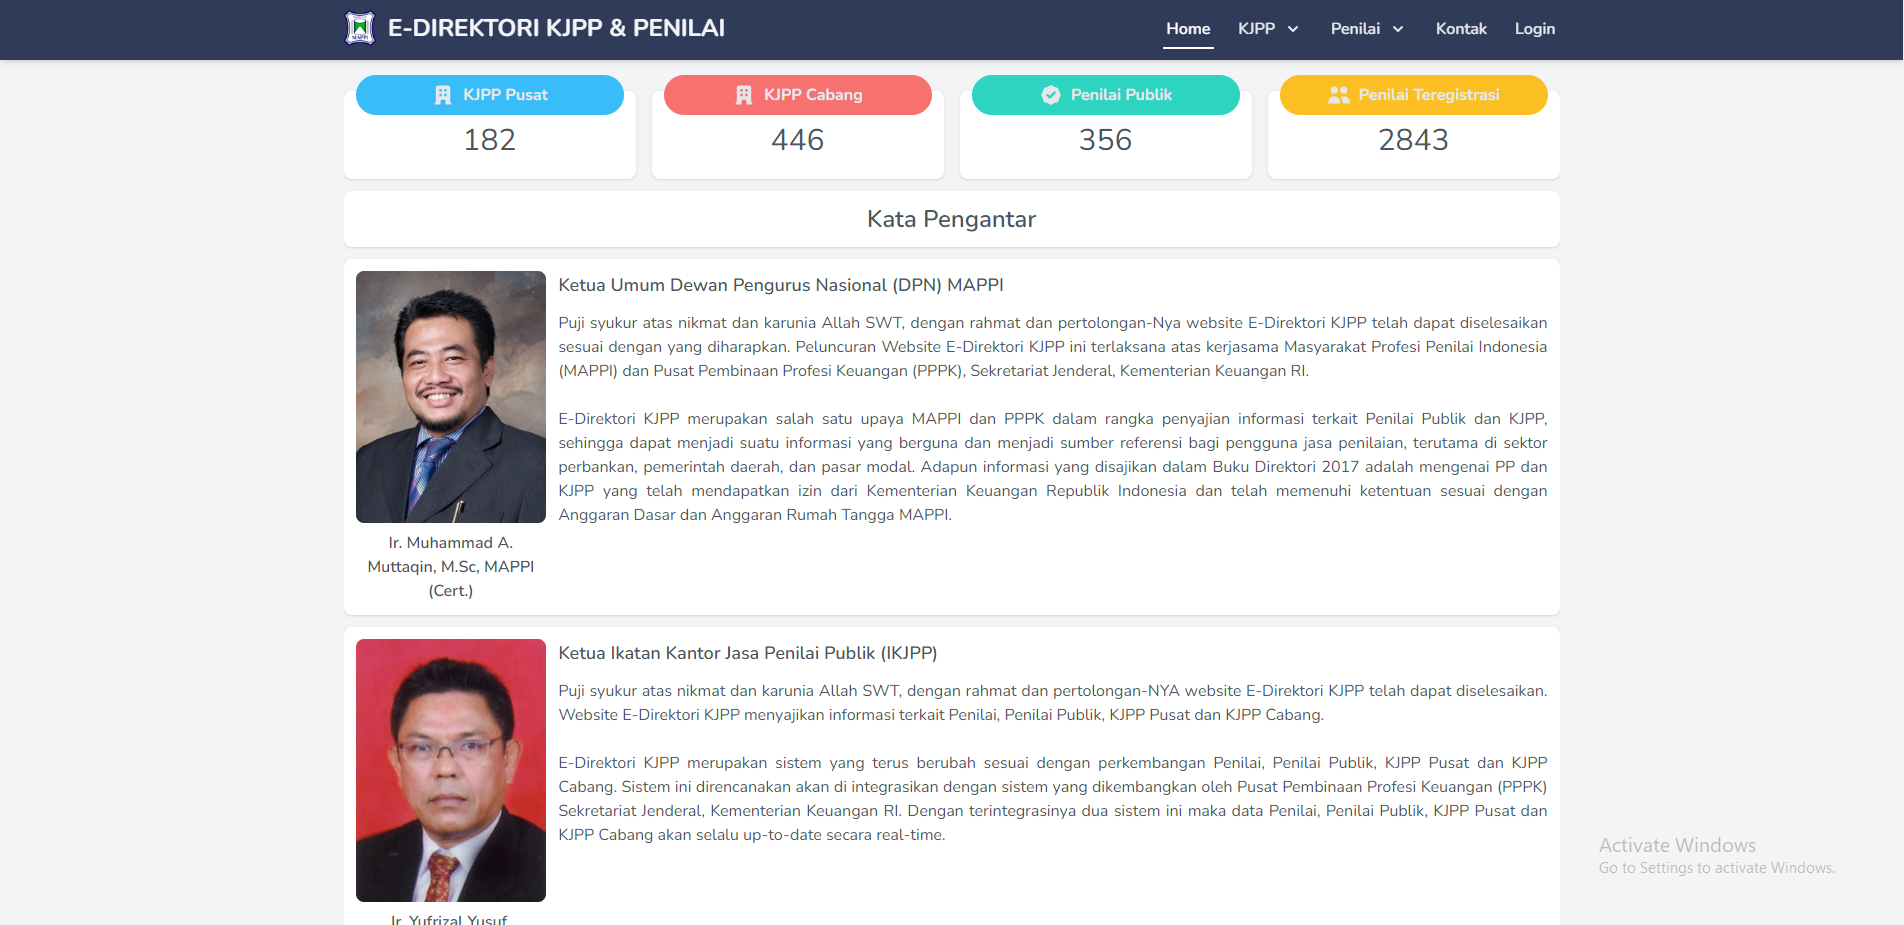 E-DIREKTORI KJPP & PENILAI
Home
KJPP
Penilai
Kontak
Login
KJPP Pusat
182
KJPP Cabang
446
Penilai Publik
356
Penilai Teregistrasi
2843
Kata Pengantar
Ketua Umum Dewan Pengurus Nasional (DPN) MAPPI
Puji syukur atas nikmat dan karunia Allah SWT, dengan rahmat dan pertolongan-Nya website E-Direktori KJPP telah dapat diselesaikan
sesuai dengan yang diharapkan. Peluncuran Website E-Direktori KJPP ini terlaksana atas kerjasama Masyarakat Profesi Penilai Indonesia
(MAPPI) dan Pusat Pembinaan Profesi Keuangan (PPPK), Sekretariat Jenderal, Kementerian Keuangan RI.
E-Direktori KJPP merupakan salah satu upaya MAPPI dan PPPK dalam rangka penyajian informasi terkait Penilai Publik dan KJPP,
sehingga dapat menjadi suatu informasi yang berguna dan menjadi sumber referensi bagi pengguna jasa penilaian, terutama di sektor
perbankan, pemerintah daerah, dan pasar modal. Adapun informasi yang disajikan dalam Buku Direktori 2017 adalah mengenai PP dan
KJPP yang telah mendapatkan izin dari Kementerian Keuangan Republik Indonesia dan telah memenuhi ketentuan sesuai dengan
Anggaran Dasar dan Anggaran Rumah Tangga MAPPI.
Ir. Muhammad A.
Muttaqin, M.Sc, MAPPI
(Cert.)
Ketua Ikatan Kantor Jasa Penilai Publik (IKJPP)
Puji syukur atas nikmat dan karunia Allah SWT, dengan rahmat dan pertolongan-NYA website E-Direktori KJPP telah dapat diselesaikan.
Website E-Direktori KJPP menyajikan informasi terkait Penilai, Penilai Publik, KJPP Pusat dan KJPP Cabang.
E-Direktori KJPP merupakan sistem yang terus berubah sesuai dengan perkembangan Penilai, Penilai Publik, KJPP Pusat dan KJPP
Cabang. Sistem ini direncanakan akan di integrasikan dengan sistem yang dikembangkan oleh Pusat Pembinaan Profesi Keuangan (PPPK)
Sekretariat Jenderal, Kementerian Keuangan RI. Dengan terintegrasinya dua sistem ini maka data Penilai, Penilai Publik, KJPP Pusat dan
KJPP Cabang akan selalu up-to-date secara real-time.
Ir. Yufrizal Yusuf,
Activate Windows
Go to Settings to activate Windows.